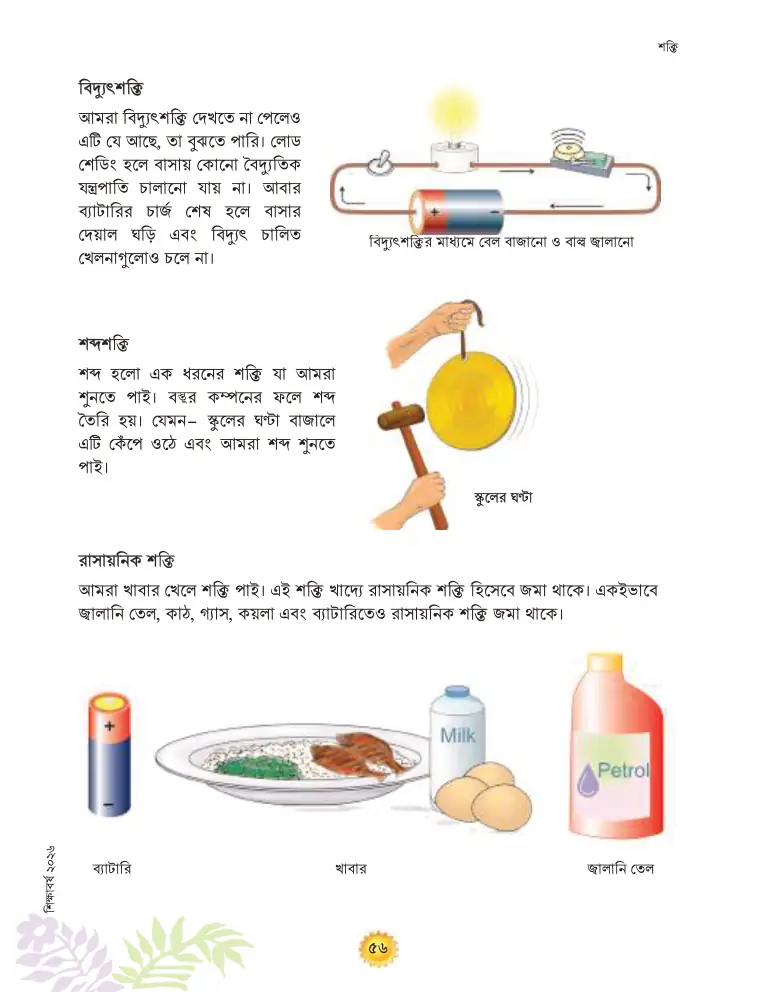 শক্তি
বিদ্যুৎশক্তি
আমরা বিদ্যুৎশক্তি দেখতে না পেলেও
এটি যে আছে, তা বুঝতে পারি। লোড
শেডিং হলে বাসায় কোনো বৈদ্যুতিক
যন্ত্রপাতি চালানো যায় না। আবার
ব্যাটারির চার্জ শেষ হলে বাসার
দেয়াল ঘড়ি এবং বিদ্যুৎ চালিত
খেলনাগুলোও চলে না।
+ −
বিদ্যুৎশক্তির মাধ্যমে বেল বাজানো ও বাল্ব জ্বালানো
শব্দশক্তি
শব্দ হলো এক ধরনের শক্তি যা আমরা
শুনতে পাই। বস্তুর কম্পনের ফলে শব্দ
তৈরি হয়। যেমন– স্কুলের ঘণ্টা বাজালে
এটি কেঁপে ওঠে এবং আমরা শব্দ শুনতে
পাই।
স্কুলের ঘণ্টা
রাসায়নিক শক্তি
আমরা খাবার খেলে শক্তি পাই। এই শক্তি খাদ্যে রাসায়নিক শক্তি হিসেবে জমা থাকে। একইভাবে
জ্বালানি তেল, কাঠ, গ্যাস, কয়লা এবং ব্যাটারিতেও রাসায়নিক শক্তি জমা থাকে।
+
−
Milk
Petrol
ব্যাটারি
খাবার
জ্বালানি তেল
শিক্ষাবর্ষ ২০২৬
৫৬